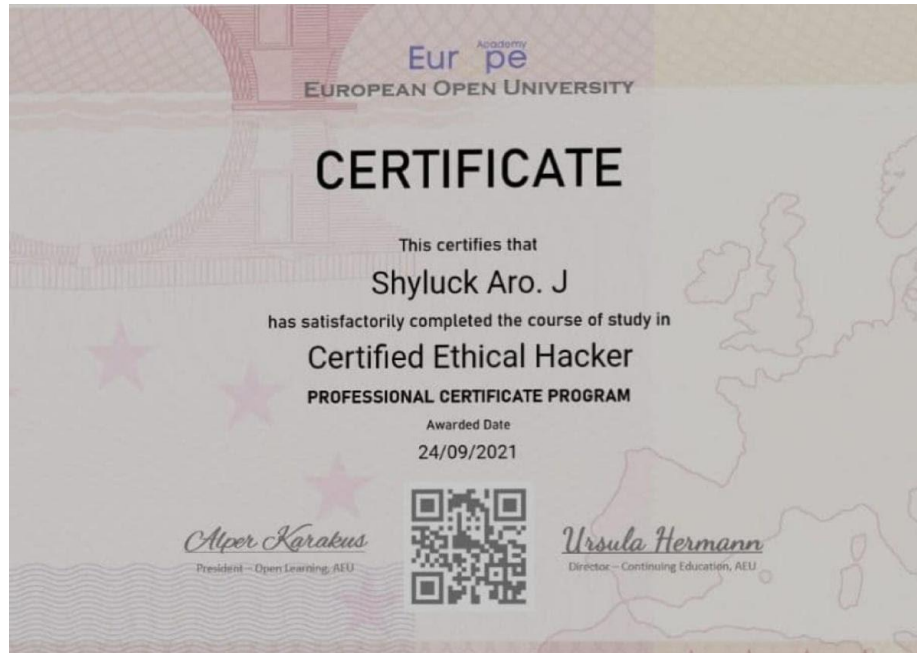 Academy
Eur pe
EUROPEAN OPEN UNIVERSITY
CERTIFICATE
This certifies that
Shyluck Aro. J
has satisfactorily completed the course of study in
Certified Ethical Hacker
PROFESSIONAL CERTIFICATE PROGRAM
Awarded Date
24/09/2021
Alper Karakus
President – Open Learning, AEU
Ursula Hermann
Director – Continuing Education, AEU